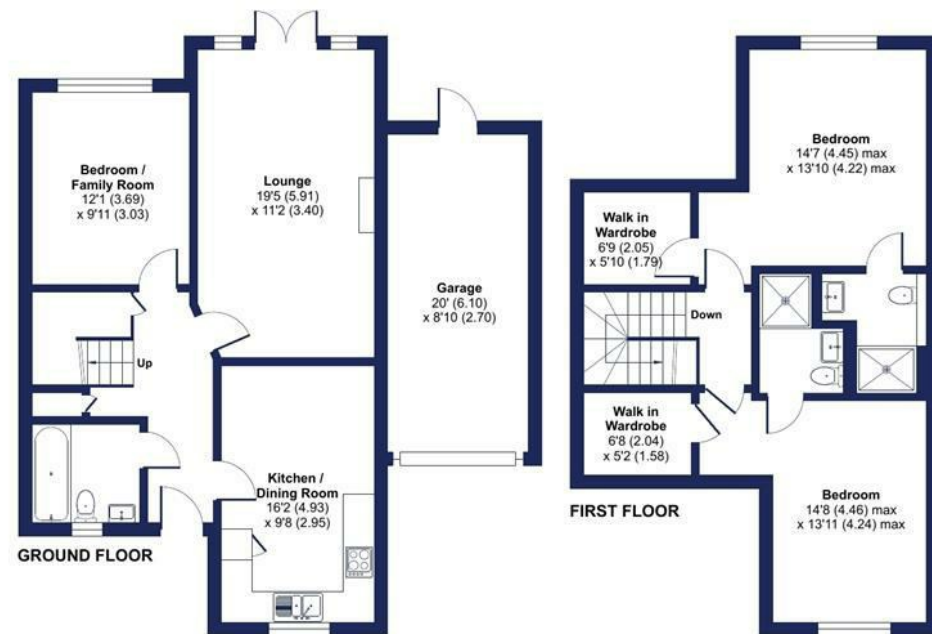 Bedroom /
Family Room
12'1 (3.69)
x 9'11 (3.03)
Lounge
19'5 (5.91)
x 11'2 (3.40)
Garage
20' (6.10)
x 8'10 (2.70)
Up
Kitchen /
Dining Room
16'2 (4.93)
x 9'8 (2.95)
GROUND FLOOR
Bedroom
14'7 (4.45) max
x 13'10 (4.22) max
Walk in
Wardrobe
6'9 (2.05)
x 5'10 (1.79)
Down
Walk in
Wardrobe
6'8 (2.04)
x 5'2 (1.58)
Bedroom
14'8 (4.46) max
x 13'11 (4.24) max
FIRST FLOOR